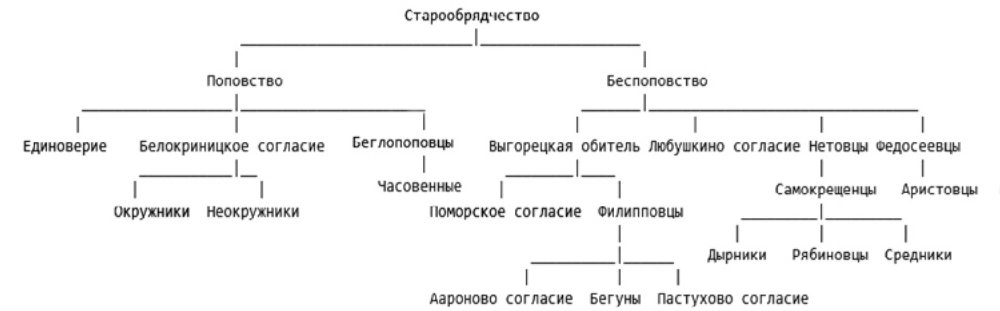 Старообрядчество
Поповство Беспоповство
Единоверие Белокриницкое согласие Беглопоповцы Выгорецкая обитель Любушкино согласие Нетовцы Федосеевцы
Часовенные Самокрещенцы Аристовцы
Окружники Неокружники Поморское согласие Филипповцы
Дырники Рябиновцы Средники
Аароново согласие Бегуны Пастухово согласие